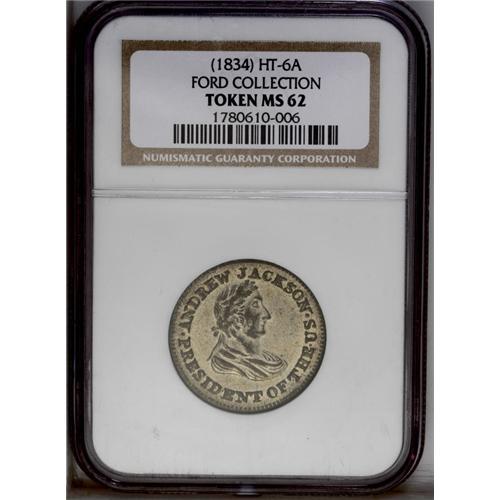 (1834) HT-6A
FORD COLLECTION
TOKEN MS 62
1780610-006
NUMISMATIC GUARANTY CORPORATION
ANDREW JACKSON·
PRESIDENT OF THE U.S.